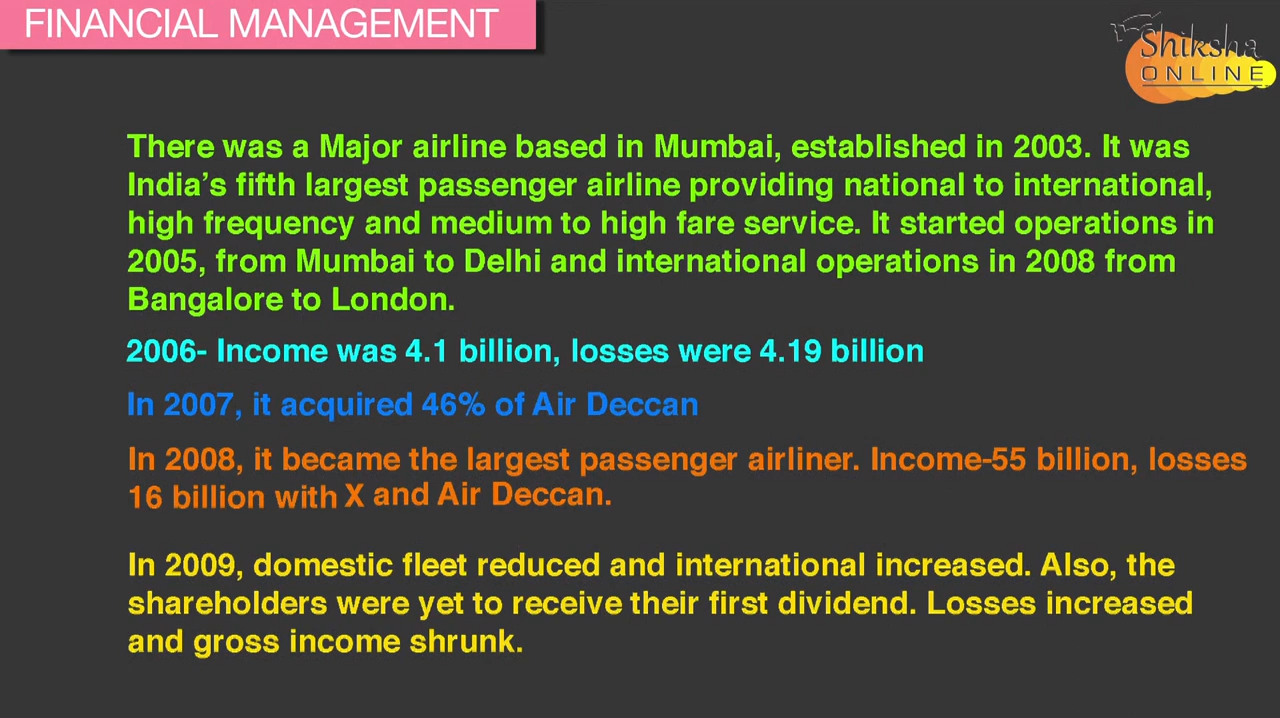 FINANCIAL MANAGEMENT
Shiksha
ONLINE
There was a Major airline based in Mumbai, established in 2003. It was
India’s fifth largest passenger airline providing national to international,
high frequency and medium to high fare service. It started operations in
2005, from Mumbai to Delhi and international operations in 2008 from
Bangalore to London.
2006- Income was 4.1 billion, losses were 4.19 billion
In 2007, it acquired 46% of Air Deccan
In 2008, it became the largest passenger airliner. Income-55 billion, losses
16 billion with X and Air Deccan.
In 2009, domestic fleet reduced and international increased. Also, the
shareholders were yet to receive their first dividend. Losses increased
and gross income shrunk.